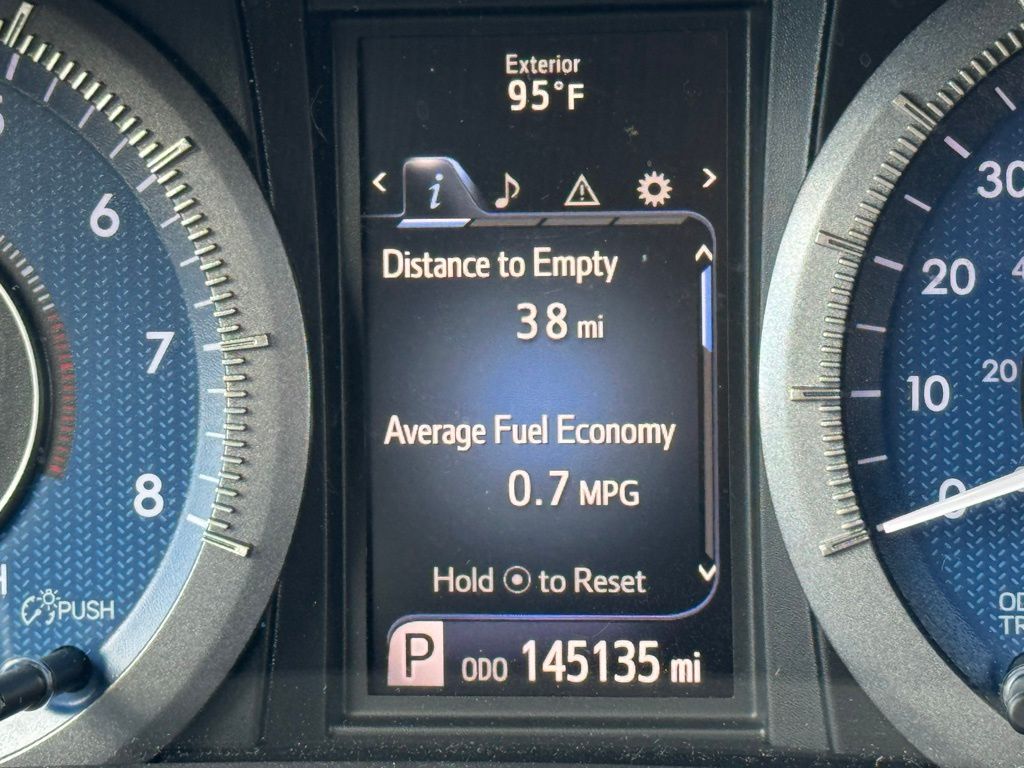 Exterior
95°F
< i >
Distance to Empty
38 mi
Average Fuel Economy
0.7 MPG
Hold ⊙ to Reset
P ODO 145135 mi
6
7
8
PUSH
30
20
10
0
20